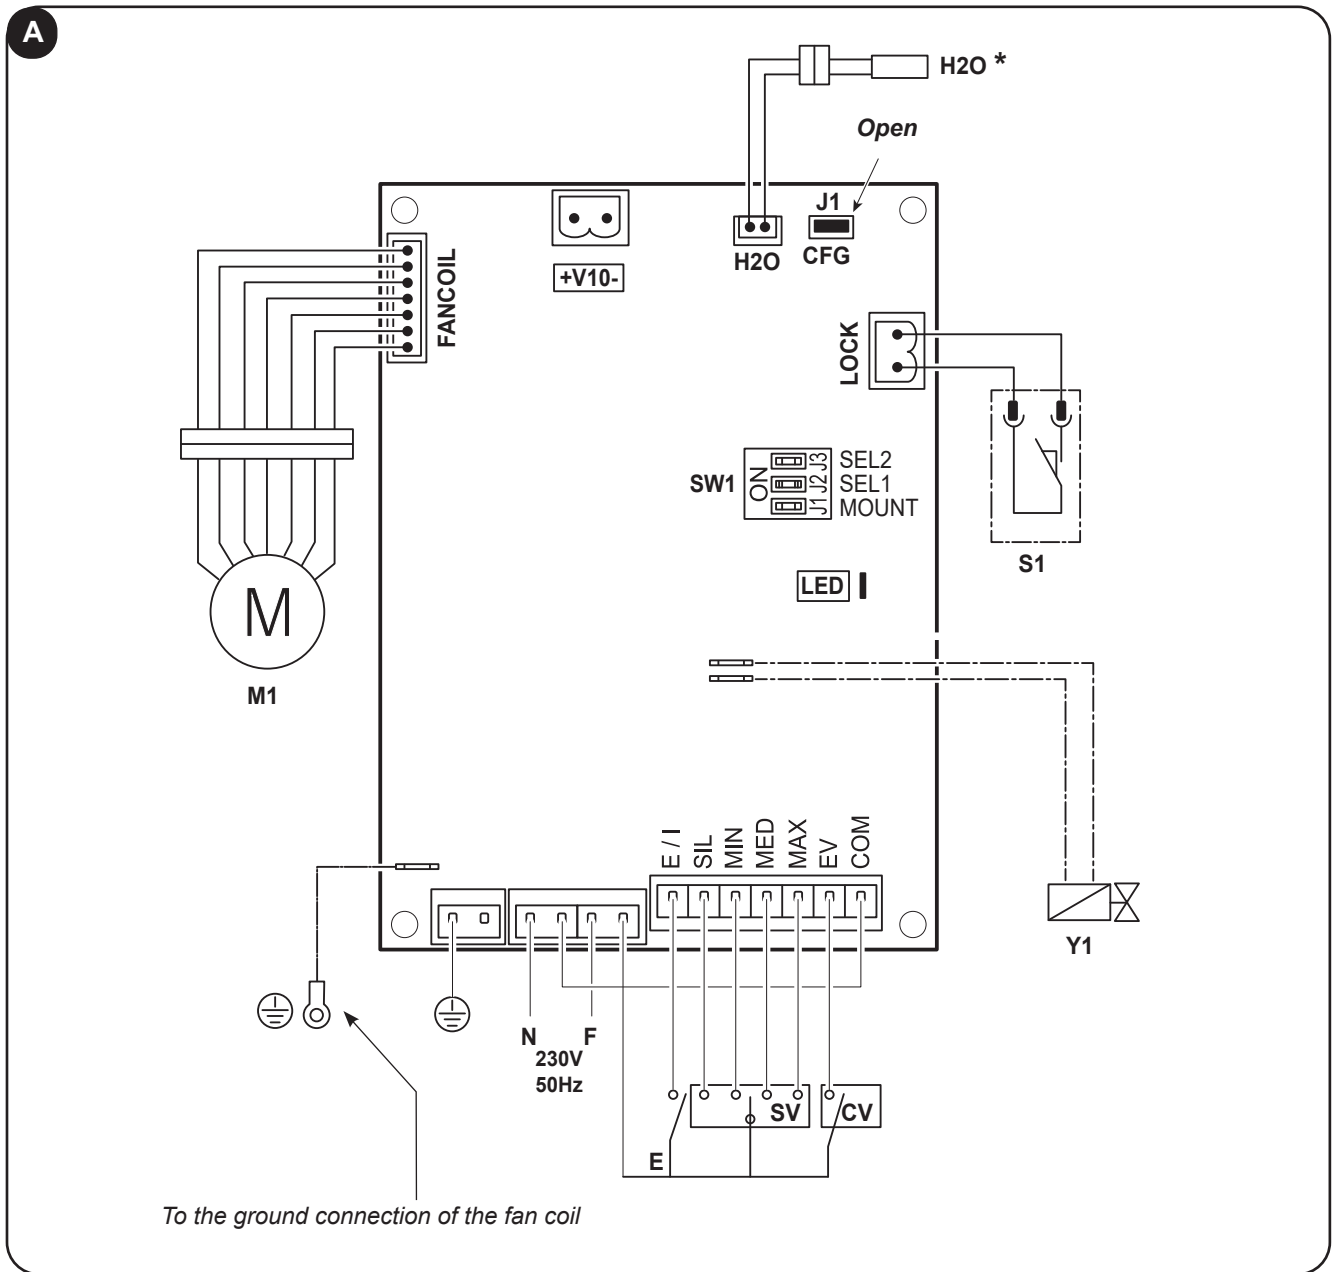 A
H2O *
Open
J1
H2O
CFG
+V10-
FANCOIL
LOCK
SW1
ON
J3 SEL2
J2 SEL1
J1 MOUNT
S1
LED
M
M1
E / I
SIL
MIN
MED
MAX
EV
COM
Y1
N
F
230V
50Hz
SV
CV
E
To the ground connection of the fan coil